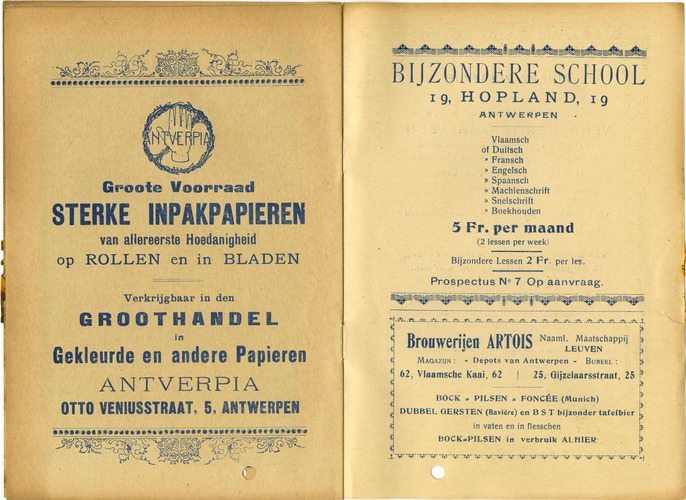 ANTVERPIA
Groote Voorraad
STERKE INPAKPAPIEREN
van allereerste Hoedanigheid
op ROLLEN en in BLADEN
Verkrijgbaar in den
GROOTHANDEL
in
Gekleurde en andere Papieren
ANTVERPIA
OTTO VENIUSSTRAAT, 5, ANTWERPEN
BIJZONDERE SCHOOL
19, HOPLAND, 19
ANTWERPEN
Vlaamsch
of Duitsch
» Fransch
» Engelsch
» Spaansch
» Machienschrift
» Snelschrift
» Boekhouden
5 Fr. per maand
(2 lessen per week)
Bijzondere Lessen 2 Fr. per les.
Prospectus No 7 Op aanvraag.
Brouwerijen ARTOIS Naaml. Maatschappij
LEUVEN
MAGAZIJN: - Depots van Antwerpen - BUREEL:
62, Vlaamsche Kaai, 62 | 25, Gijzelaarsstraat, 25
BOCK » PILSEN » FONCÉE (Munich)
DUBBEL GERSTEN (Bavière) en B S T bijzonder tafelbier
in vaten en in flesschen
BOCK=PILSEN in verbruik ALHIER